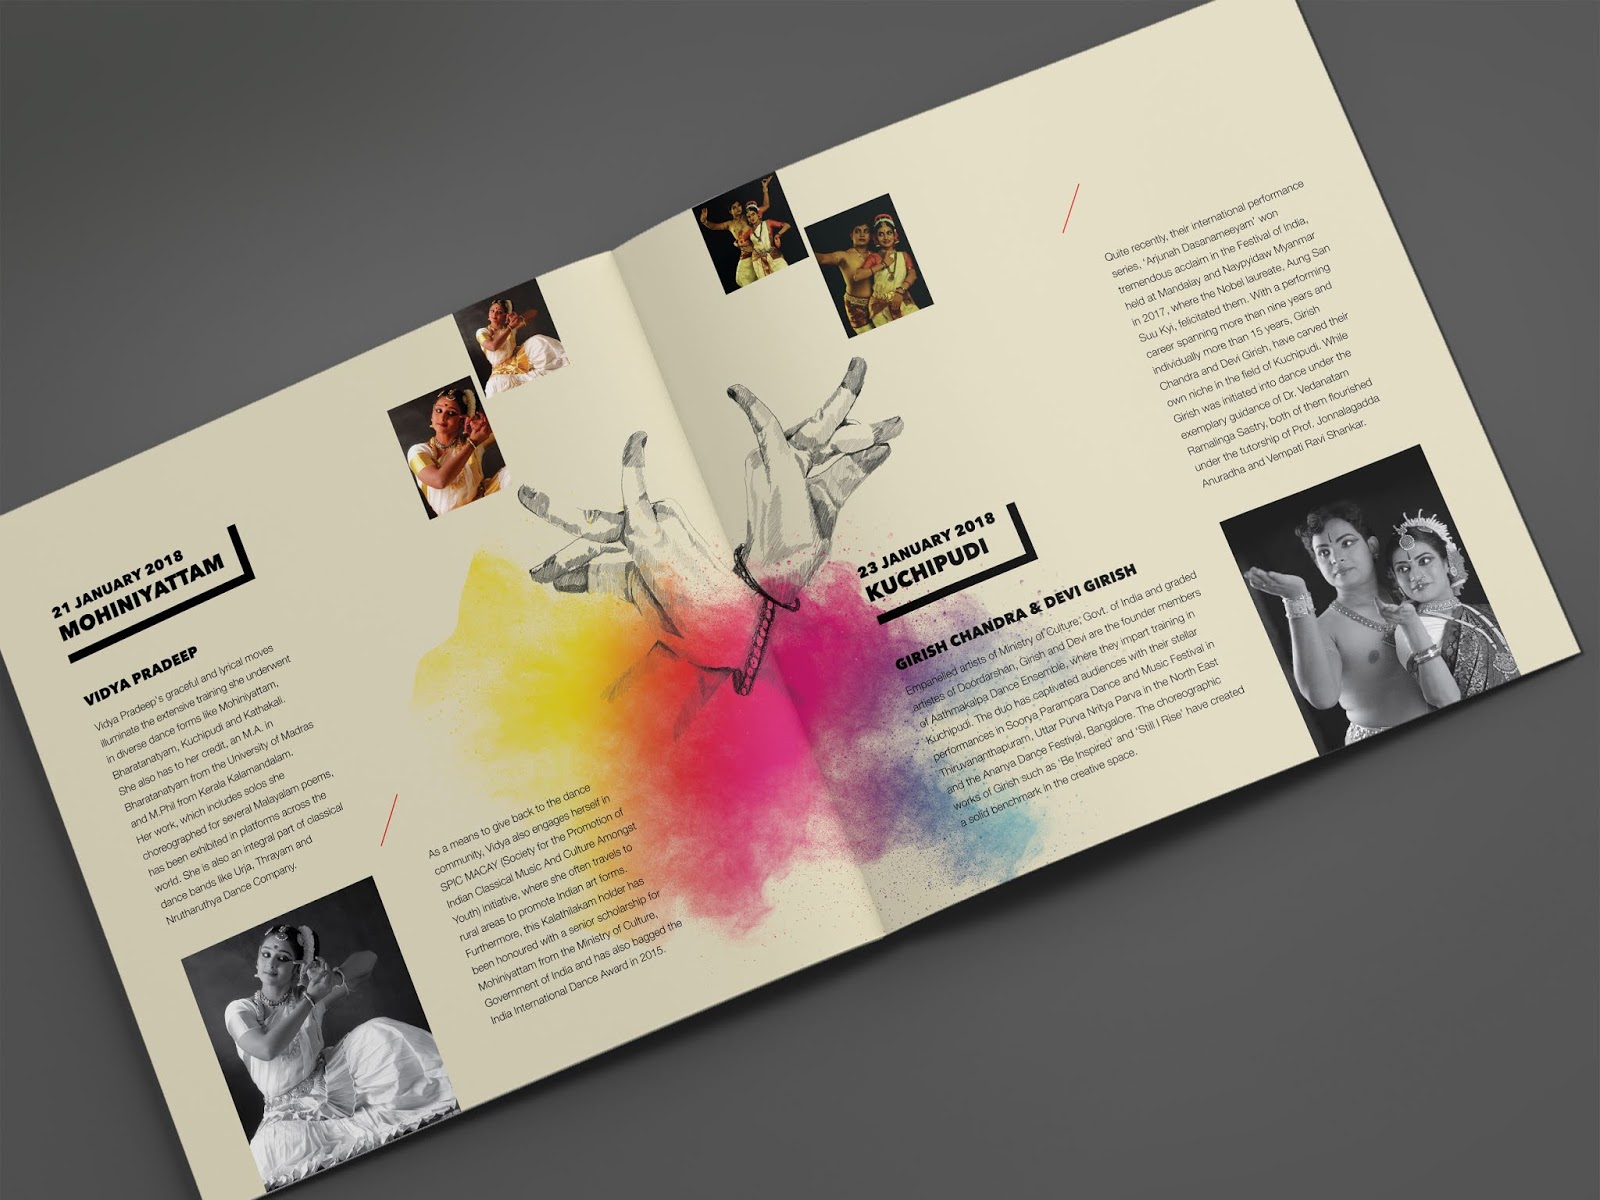 21 JANUARY 2018
MOHINIYATTAM
VIDYA PRADEEP
Vidya Pradeep's graceful and lyrical moves
illuminate the extensive training she underwent
in diverse dance forms like Mohiniyattam,
Bharatanatyam, Kuchipudi and Kathakali.
She also has to her credit, an M.A. in
Bharatanatyam from the University of Madras
and M.Phil from Kerala Kalamandalam.
Her work, which includes solos she
choreographed for several Malayalam poems,
has been exhibited in platforms across the
world. She is also an integral part of classical
dance bands like Urja, Thrayam and
Nrutharuthya Dance Company.
As a means to give back to the dance
community, Vidya also engages herself in
SPIC MACAY (Society for the Promotion of
Indian Classical Music And Culture Amongst
Youth) initiative, where she often travels to
rural areas to promote Indian art forms.
Furthermore, this Kalathilakam holder has
been honoured with a senior scholarship for
Mohiniyattam from the Ministry of Culture,
Government of India and has also bagged the
India International Dance Award in 2015.
23 JANUARY 2018
KUCHIPUDI
GIRISH CHANDRA & DEVI GIRISH
Empanelled artists of Ministry of Culture; Govt. of India and graded
artistes of Doordarshan, Girish and Devi are the founder members
of Aathmakalpa Dance Ensemble, where they impart training in
Kuchipudi. The duo has captivated audiences with their stellar
performances in Soorya Parampara Dance and Music Festival in
Thiruvananthapuram, Uttar Purva Nritya Parva in the North East
and the Ananya Dance Festival, Bangalore. The choreographic
works of Girish such as 'Be Inspired' and 'Still I Rise' have created
a solid benchmark in the creative space.
Quite recently, their international performance
series, 'Arjunah Dasanameeyam' won
tremendous acclaim in the Festival of India,
held at Mandalay and Naypyidaw Myanmar
in 2017, where the Nobel laureate, Aung San
Suu Kyi, felicitated them. With a performing
career spanning more than nine years and
individually more than 15 years, Girish
Chandra and Devi Girish, have carved their
own niche in the field of Kuchipudi. While
Girish was initiated into dance under the
exemplary guidance of Dr. Vedanatam
Ramalinga Sastry, both of them flourished
under the tutorship of Prof. Jonnalagadda
Anuradha and Vempati Ravi Shankar.